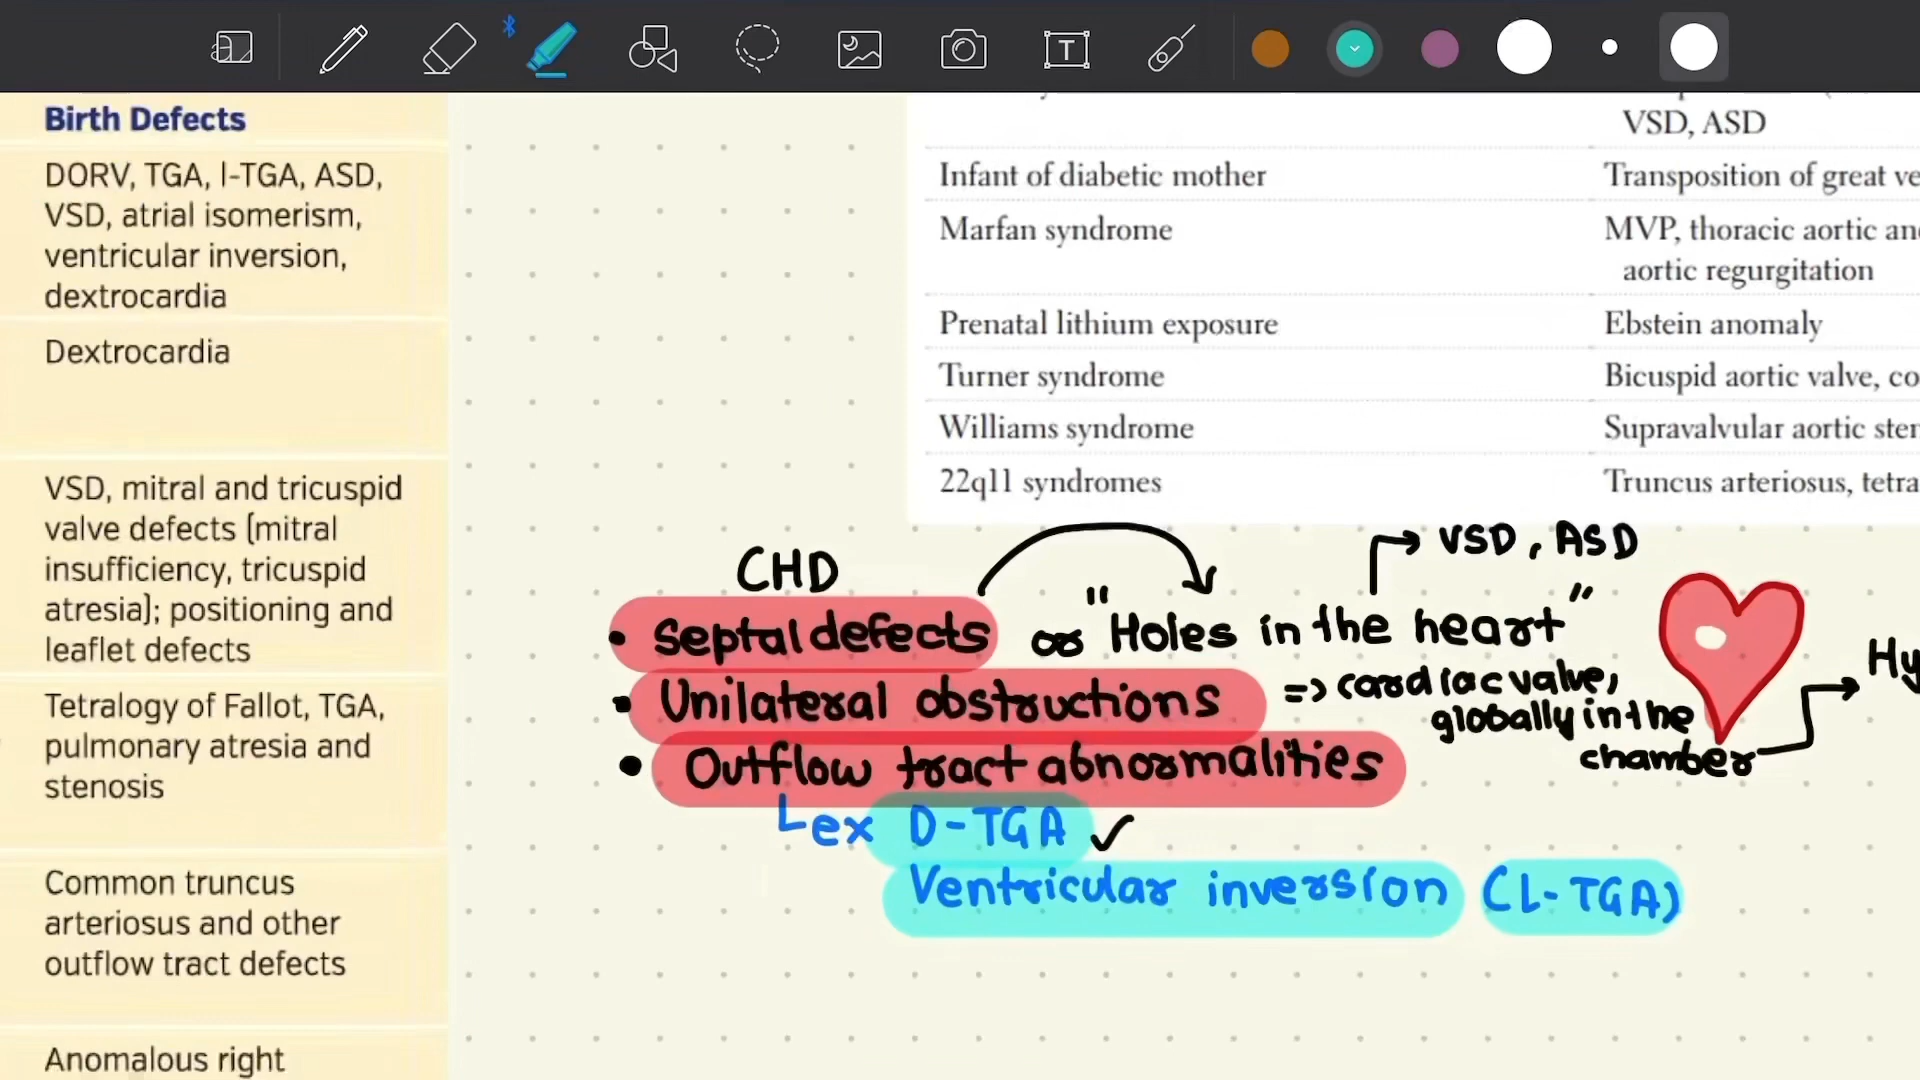 Birth Defects
DORV, TGA, l-TGA, ASD,
VSD, atrial isomerism,
ventricular inversion,
dextrocardia
Dextrocardia
VSD, mitral and tricuspid
valve defects (mitral
insufficiency, tricuspid
atresia); positioning and
leaflet defects
Tetralogy of Fallot, TGA,
pulmonary atresia and
stenosis
Common truncus
arteriosus and other
outflow tract defects
Anomalous right
VSD, ASD
Infant of diabetic mother
Transposition of great
Marfan syndrome
MVP, thoracic aortic
aortic regurgitation
Prenatal lithium exposure
Ebstein anomaly
Turner syndrome
Bicuspid aortic valve,
Williams syndrome
Supravalvular aortic
22q11 syndromes
Truncus arteriosus,
CHD
VSD, ASD
• Septal defects or "Holes in the heart"
• Unilateral obstructions => cardiac valve,
globally in the
chamber
Hy
• Outflow tract abnormalities
ex D-TGA ✓
Ventricular inversion (L-TGA)